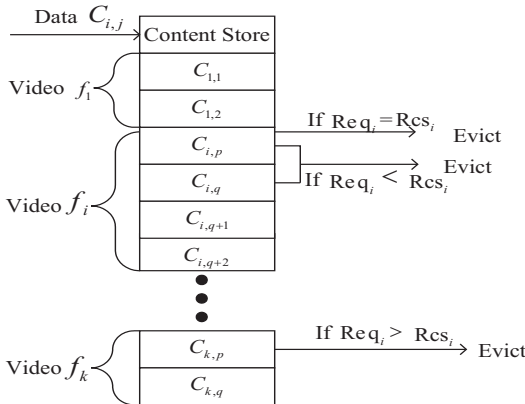 Data C_{i,j}
Content Store
Video f_1
C_{1,1}
C_{1,2}
If Req_i=Rcs_i
Evict
Video f_i
C_{i,p}
C_{i,q}
Evict
If Req_i < Rcs_i
C_{i,q+1}
C_{i,q+2}
If Req_i > Rcs_i
Evict
Video f_k
C_{k,p}
C_{k,q}